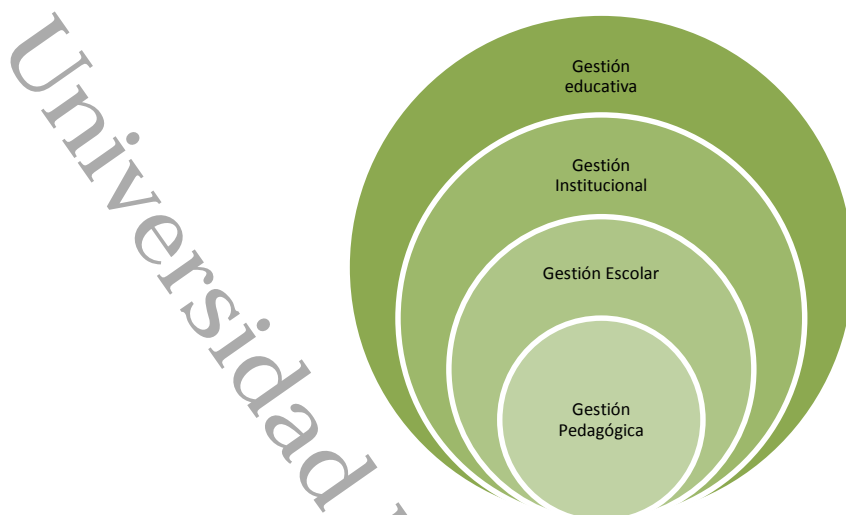 Universidad
Gestión
educativa
Gestión
Institucional
Gestión Escolar
Gestión
Pedagógica